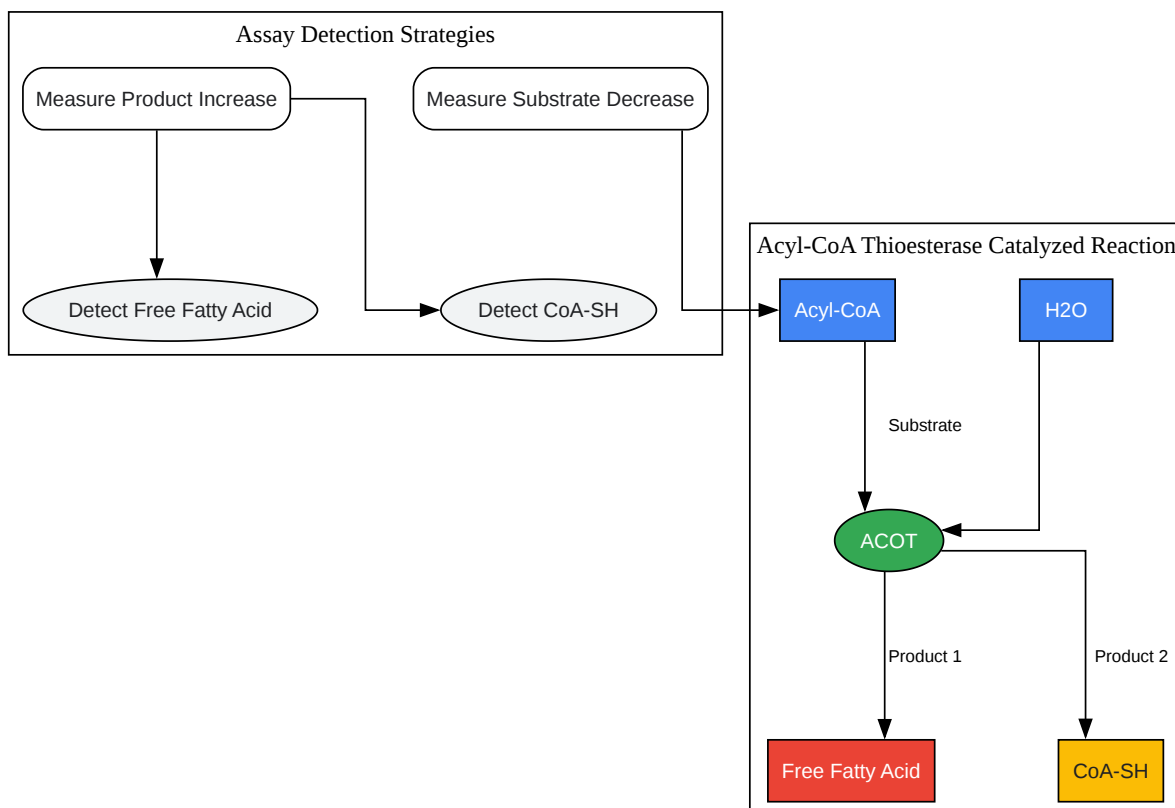 Assay Detection Strategies
Measure Product Increase
Measure Substrate Decrease
Detect Free Fatty Acid
Detect CoA-SH
Acyl-CoA Thioesterase Catalyzed Reaction
Acyl-CoA
H2O
Substrate
ACOT
Product 1
Product 2
Free Fatty Acid
CoA-SH